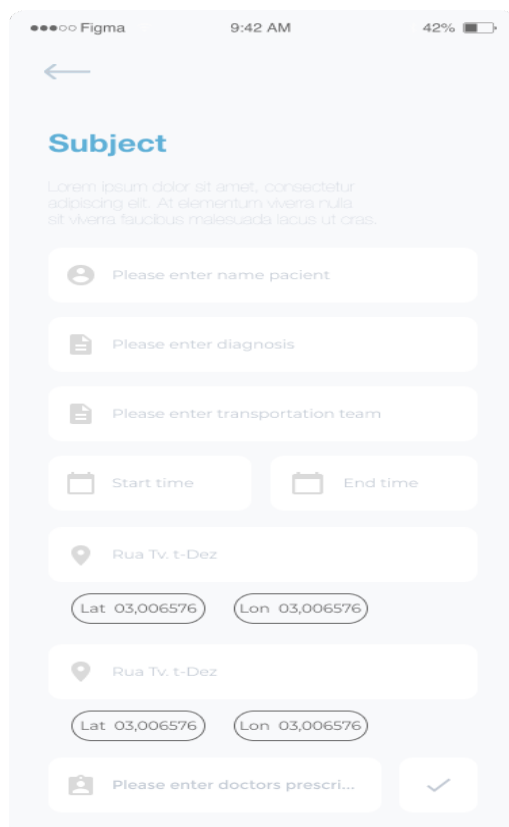 Figma 9:42 AM 42%
Subject
Lorem ipsum dolor sit amet, consectetur
adipiscing elit. At elementum viverra nulla
sit viverra faucibus malesuada lacus ut cras.
Please enter name pacient
Please enter diagnosis
Please enter transportation team
Start time End time
Rua Tv. t-Dez
Lat 03,006576 Lon 03,006576
Rua Tv. t-Dez
Lat 03,006576 Lon 03,006576
Please enter doctors prescri...